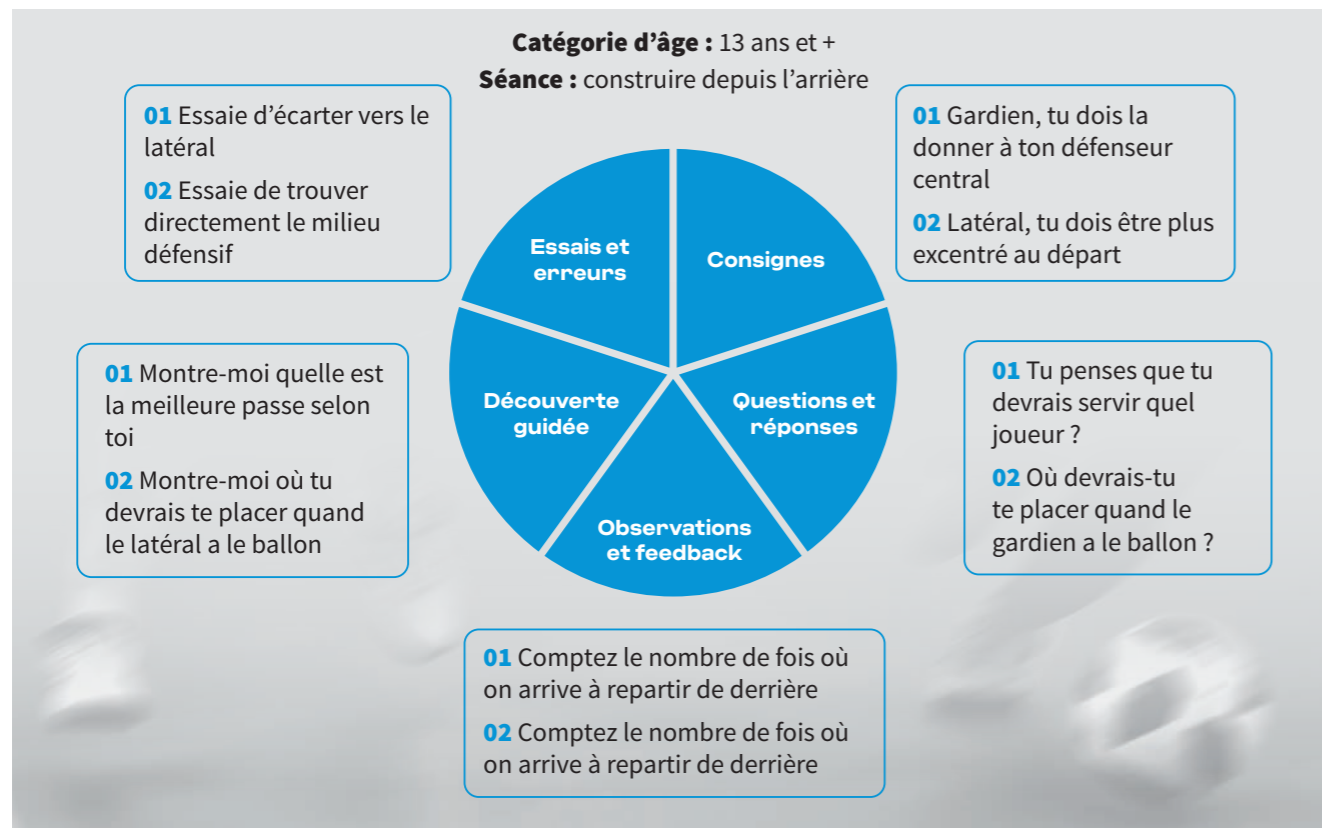 Catégorie d'âge : 13 ans et +
Séance : construire depuis l'arrière
01 Essaie d'écarter vers le
latéral
02 Essaie de trouver
directement le milieu
défensif
01 Gardien, tu dois la
donner à ton défenseur
central
02 Latéral, tu dois être plus
excentré au départ
Essais et
erreurs
Consignes
01 Montre-moi quelle est
la meilleure passe selon
toi
02 Montre-moi où tu
devrais te placer quand
le latéral a le ballon
Découverte
guidée
Questions et
réponses
01 Tu penses que tu
devrais servir quel
joueur ?
02 Où devrais-tu
te placer quand le
gardien a le ballon ?
Observations
et feedback
01 Comptez le nombre de fois où
on arrive à repartir de derrière
02 Comptez le nombre de fois où
on arrive à repartir de derrière